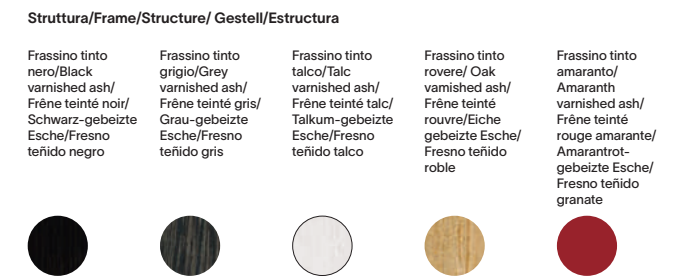 Struttura/Frame/Structure/ Gestell/Estructura
Frassino tinto
nero/Black
varnished ash/
Frêne teinté noir/
Schwarz-gebeizte
Esche/Fresno
teñido negro
Frassino tinto
grigio/Grey
varnished ash/
Frêne teinté gris/
Grau-gebeizte
Esche/Fresno
teñido gris
Frassino tinto
talco/Talc
varnished ash/
Frêne teinté talc/
Talkum-gebeizte
Esche/Fresno
teñido talco
Frassino tinto
rovere/ Oak
varnished ash/
Frêne teinté
rouvre/Eiche
gebeizte Esche/
Fresno teñido
roble
Frassino tinto
amaranto/
Amaranth
varnished ash/
Frêne teinté
rouge amarante/
Amarantrot-
gebeizte Esche/
Fresno teñido
granate